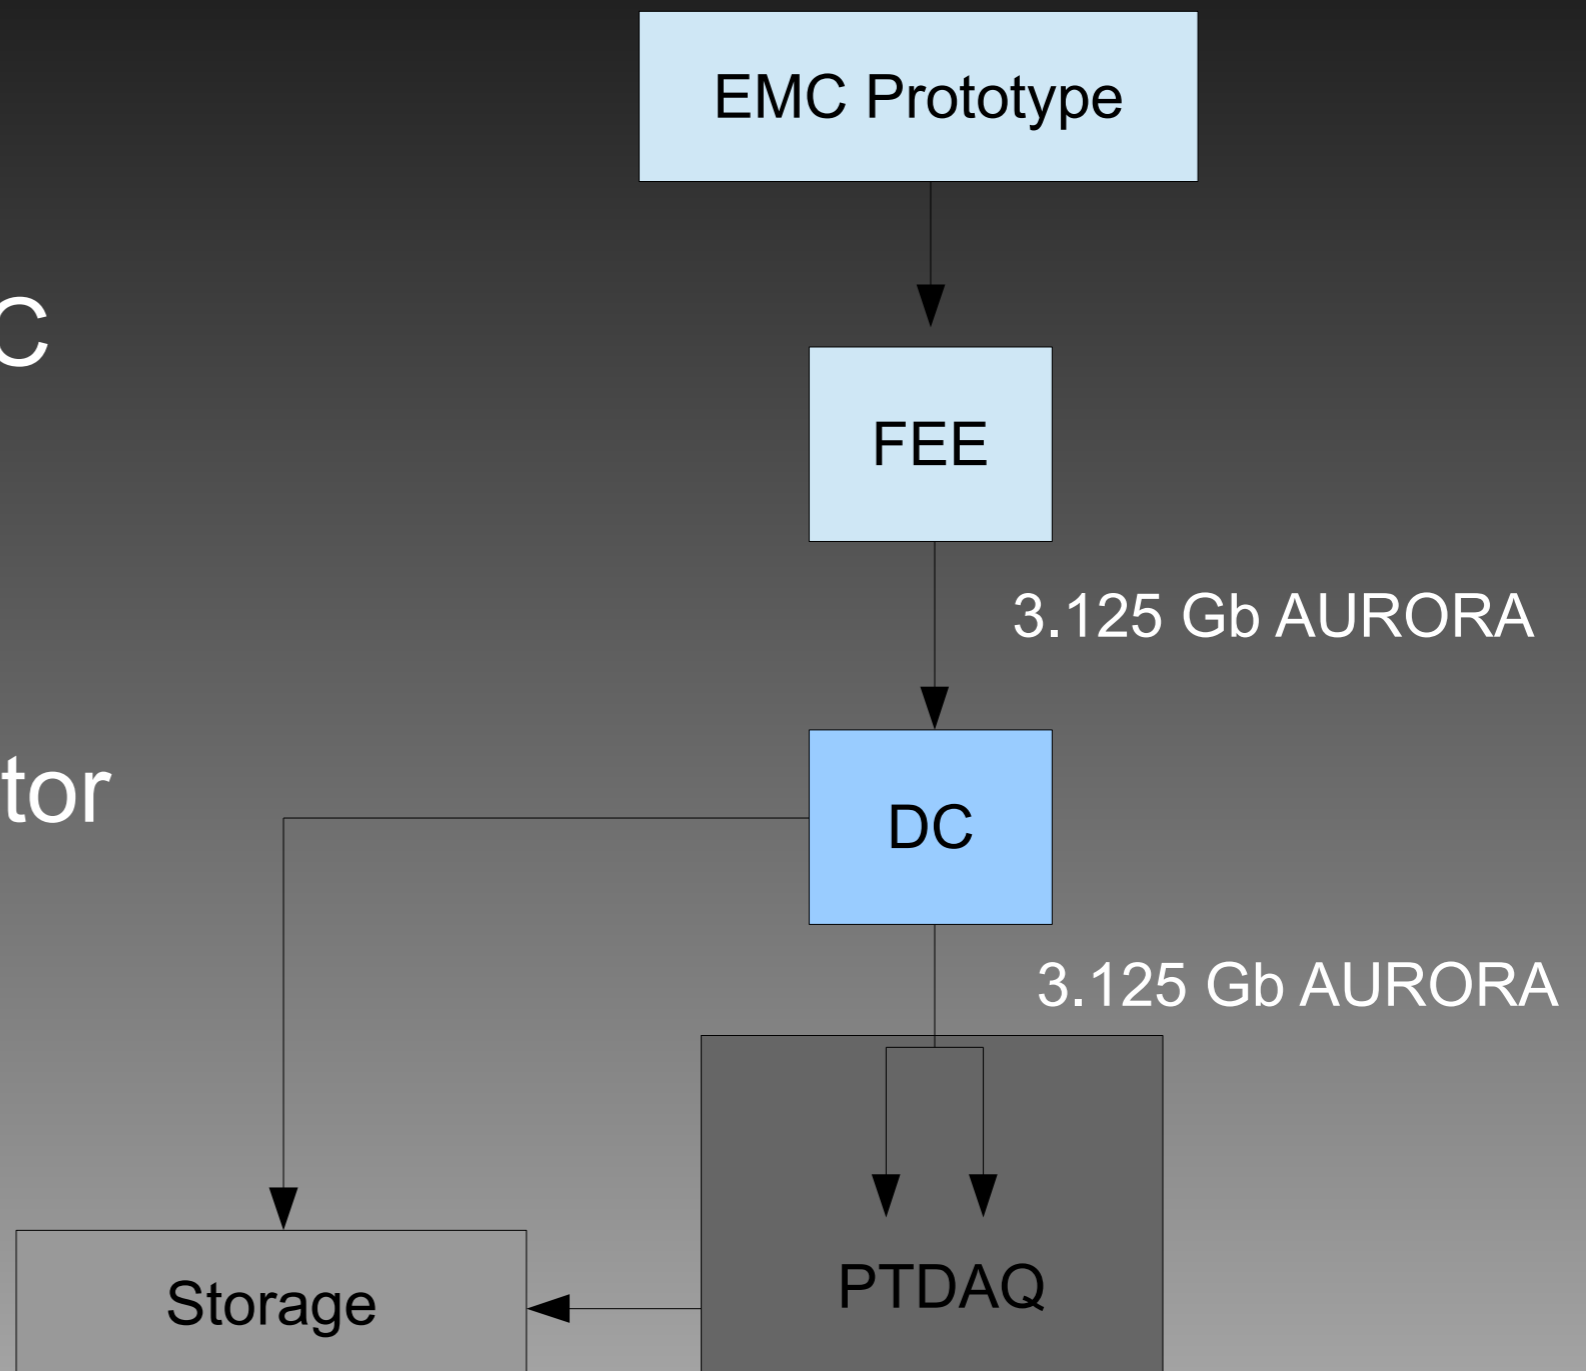 EMC Prototype
C
FEE
3.125 Gb AURORA
tor
DC
3.125 Gb AURORA
PTDAQ
Storage